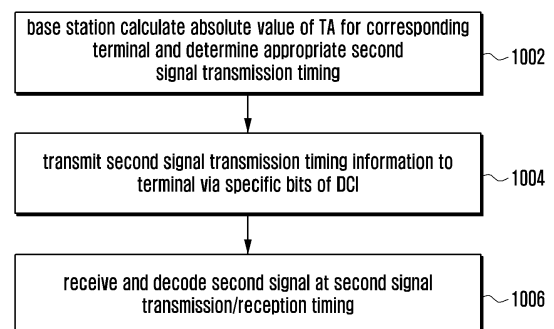 base station calculate absolute value of TA for corresponding
terminal and determine appropriate second
signal transmission timing
1002
transmit second signal transmission timing information to
terminal via specific bits of DCI
1004
receive and decode second signal at second signal
transmission/reception timing
1006